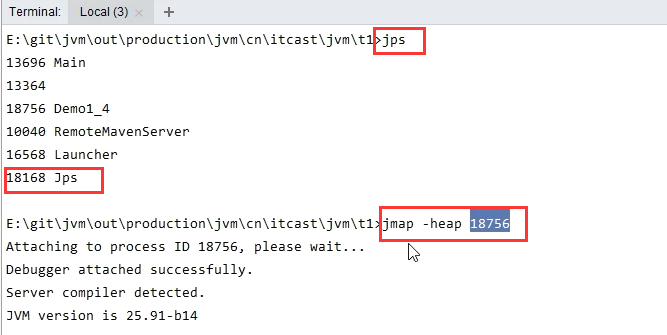 Terminal: Local (3) × +
E:\git\jvm\out\production\jvm\cn\itcast\jvm\t1>jps
13696 Main
13364
18756 Demo1_4
10040 RemoteMavenServer
16568 Launcher
18168 Jps
E:\git\jvm\out\production\jvm\cn\itcast\jvm\t1>jmap -heap 18756
Attaching to process ID 18756, please wait...
Debugger attached successfully.
Server compiler detected.
JVM version is 25.91-b14